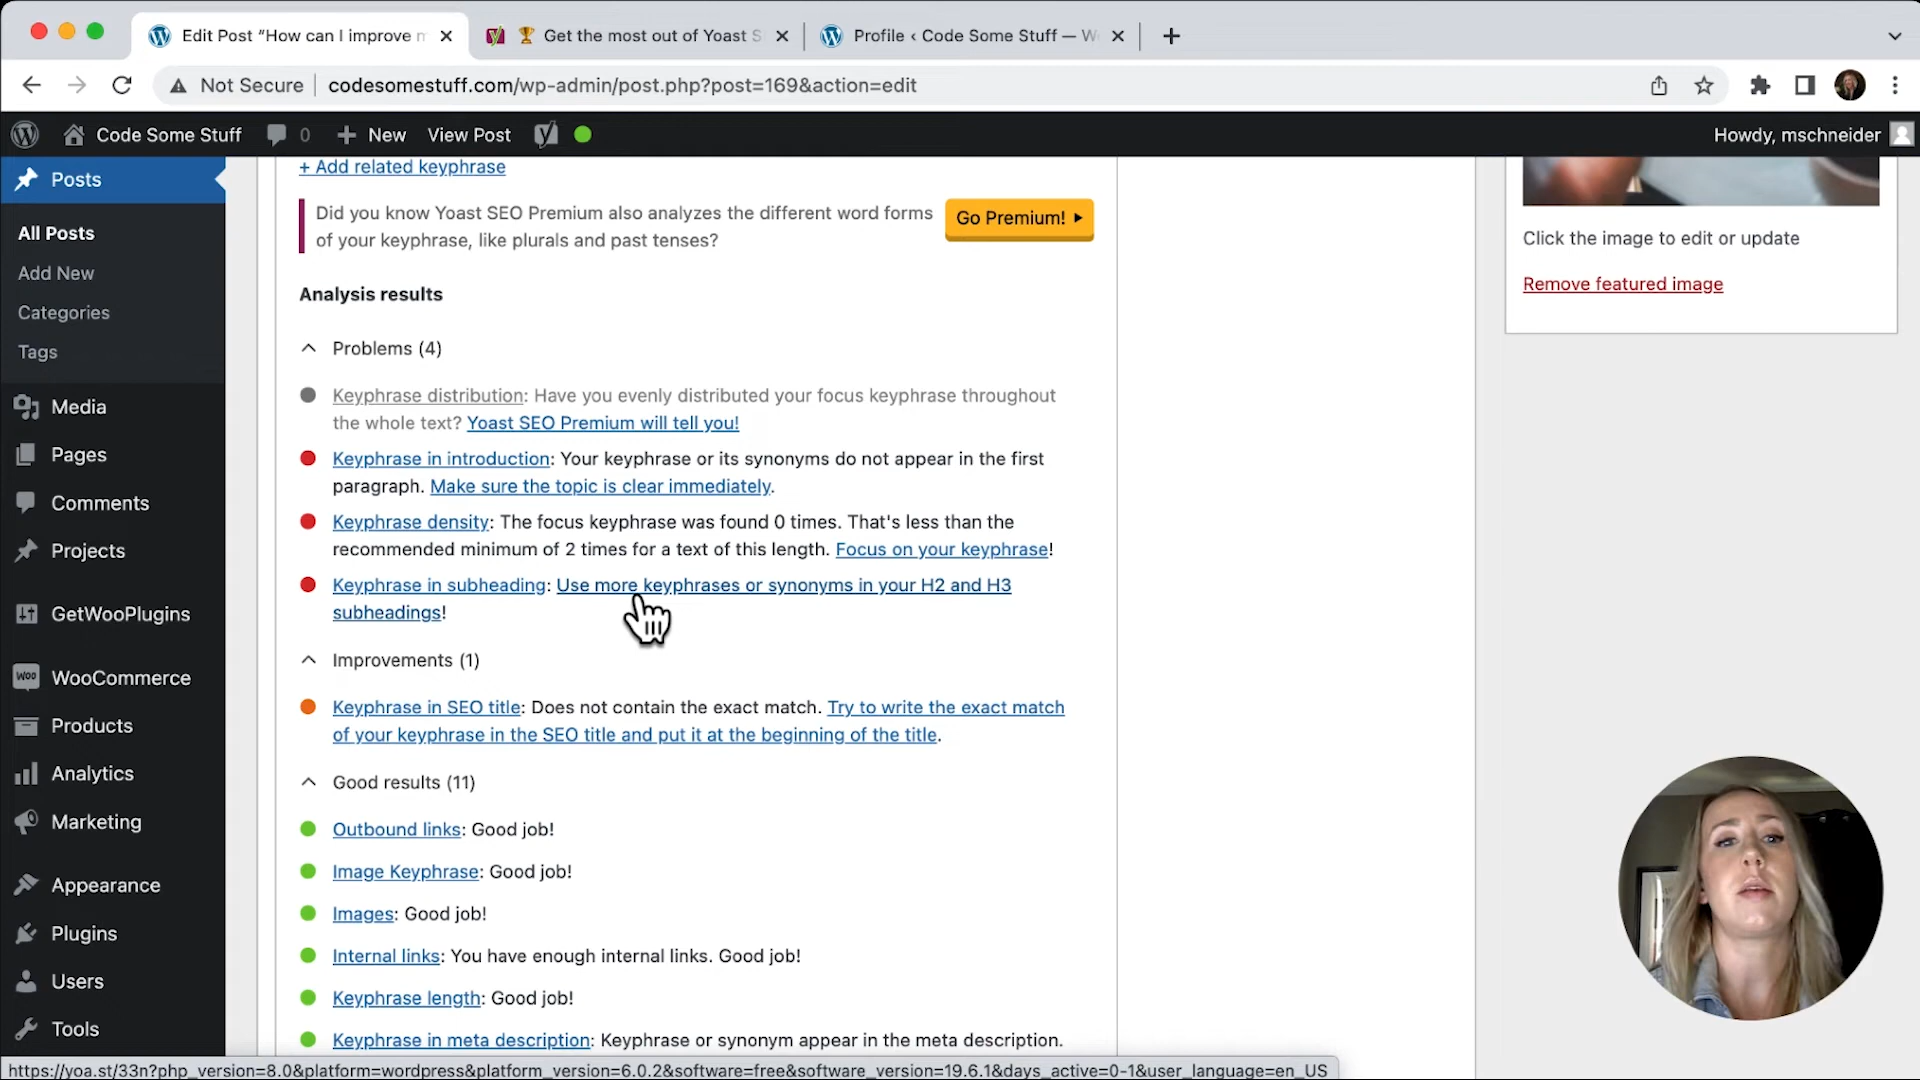 Edit Post “How can I improve m
Get the most out of Yoast S
Profile ‹ Code Some Stuff — W
Not Secure
codesomestuff.com/wp-admin/post.php?post=169&action=edit
Code Some Stuff
0
+ New
View Post
Howdy, mschneider
Posts
All Posts
Add New
Categories
Tags
Media
Pages
Comments
Projects
GetWooPlugins
WooCommerce
Products
Analytics
Marketing
Appearance
Plugins
Users
Tools
+ Add related keyphrase
Did you know Yoast SEO Premium also analyzes the different word forms
of your keyphrase, like plurals and past tenses?
Go Premium!
Analysis results
Problems (4)
Keyphrase distribution: Have you evenly distributed your focus keyphrase throughout
the whole text? Yoast SEO Premium will tell you!
Keyphrase in introduction: Your keyphrase or its synonyms do not appear in the first
paragraph. Make sure the topic is clear immediately.
Keyphrase density: The focus keyphrase was found 0 times. That's less than the
recommended minimum of 2 times for a text of this length. Focus on your keyphrase!
Keyphrase in subheading: Use more keyphrases or synonyms in your H2 and H3
subheadings!
Improvements (1)
Keyphrase in SEO title: Does not contain the exact match. Try to write the exact match
of your keyphrase in the SEO title and put it at the beginning of the title.
Good results (11)
Outbound links: Good job!
Image Keyphrase: Good job!
Images: Good job!
Internal links: You have enough internal links. Good job!
Keyphrase length: Good job!
Keyphrase in meta description: Keyphrase or synonym appear in the meta description.
Click the image to edit or update
Remove featured image
https://yoa.st/33n?php_version=8.0&platform=wordpress&platform_version=6.0.2&software=free&software_version=19.6.1&days_active=0-1&user_language=en_US